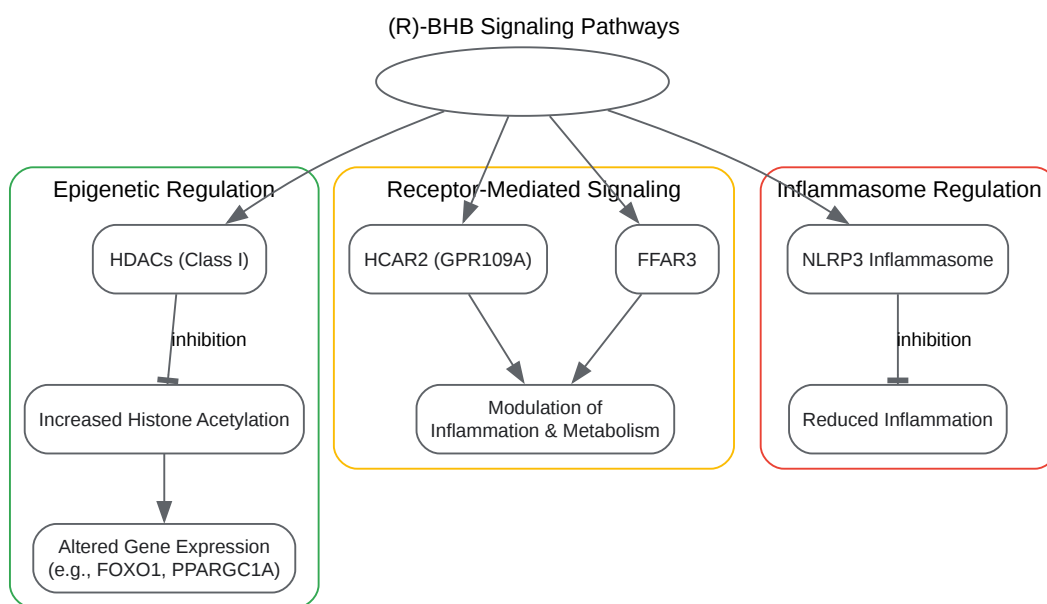 (R)-BHB Signaling Pathways
Epigenetic Regulation
Receptor-Mediated Signaling
Inflammasome Regulation
HDACs (Class I)
HCAR2 (GPR109A)
FFAR3
NLRP3 Inflammasome
inhibition
inhibition
Increased Histone Acetylation
Modulation of
Inflammation & Metabolism
Reduced Inflammation
Altered Gene Expression
(e.g., FOXO1, PPARGC1A)